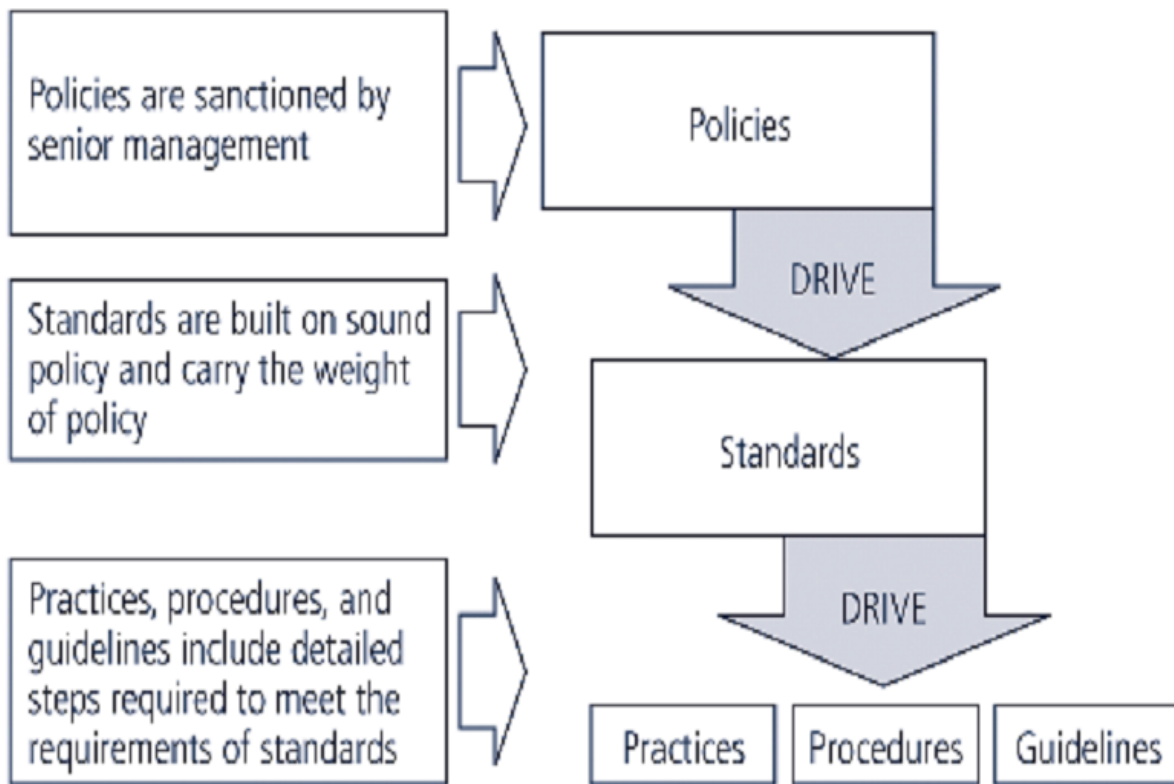 Policies are sanctioned by
senior management
Policies
DRIVE
Standards are built on sound
policy and carry the weight
of policy
Standards
DRIVE
Practices, procedures, and
guidelines include detailed
steps required to meet the
requirements of standards
Practices
Procedures
Guidelines